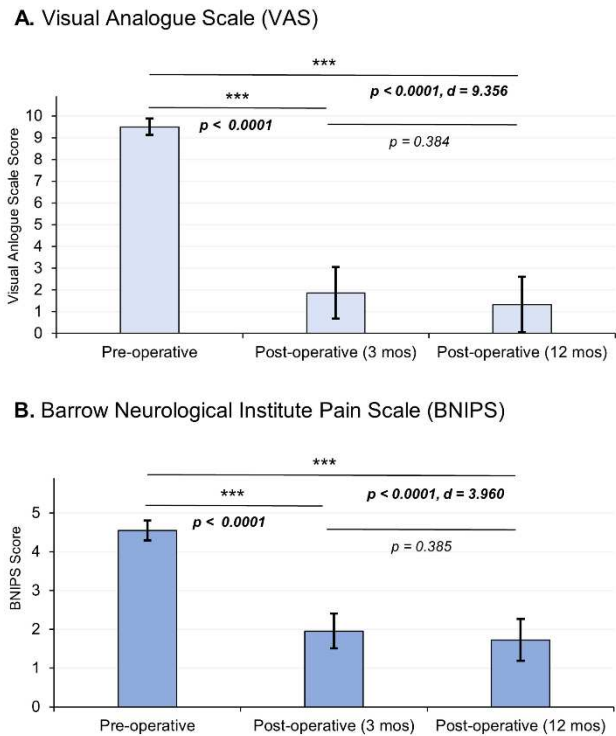 A. Visual Analogue Scale (VAS)
***
p < 0.0001, d = 9.356
***
p < 0.0001
p = 0.384
Visual Anlogue Scale Score
10
9
8
7
6
5
4
3
2
1
0
Pre-operative
Post-operative (3 mos)
Post-operative (12 mos)
B. Barrow Neurological Institute Pain Scale (BNIPS)
***
p < 0.0001, d = 3.960
***
p < 0.0001
p = 0.385
BNIPS Score
5
4
3
2
1
0
Pre-operative
Post-operative (3 mos)
Post-operative (12 mos)